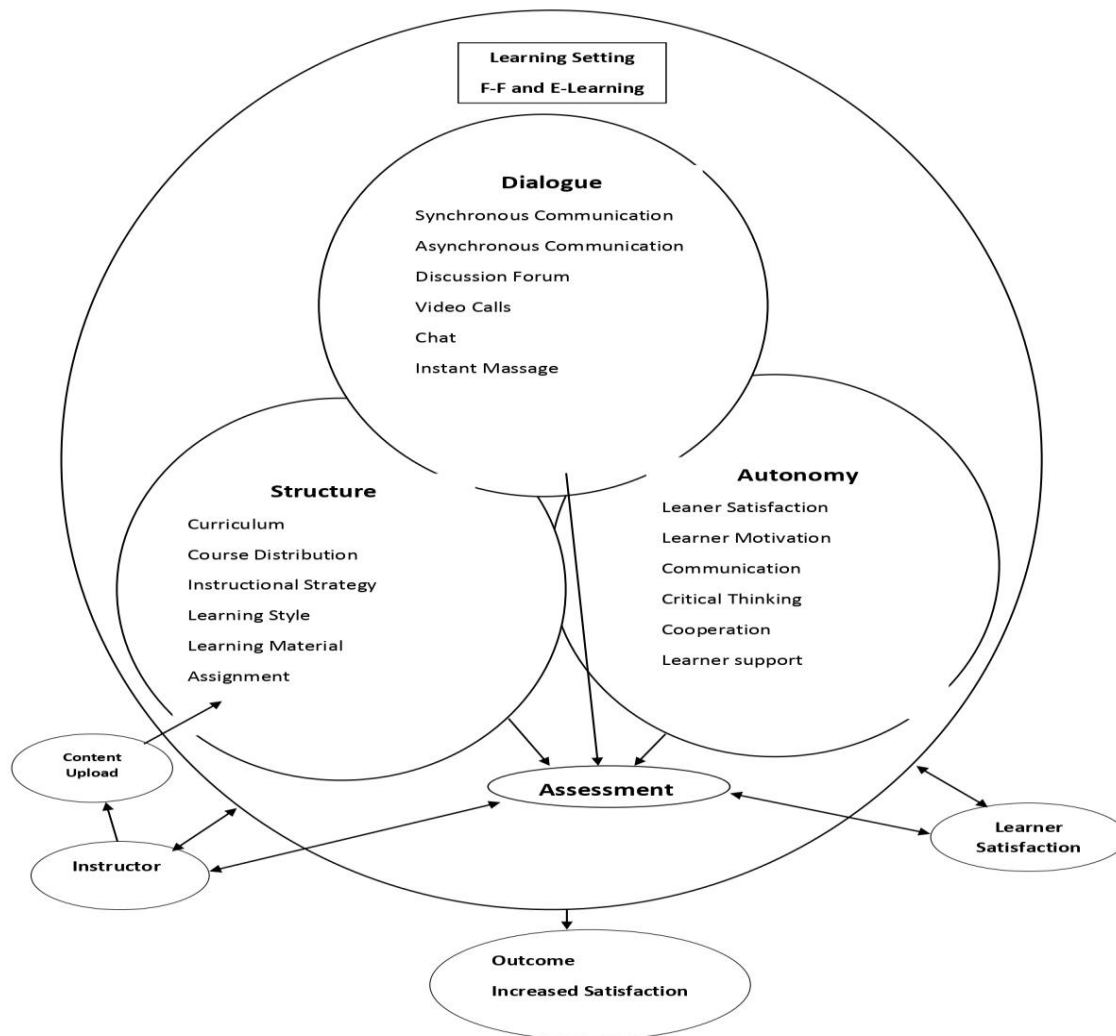 Learning Setting
F-F and E-Learning
Dialogue
Synchronous Communication
Asynchronous Communication
Discussion Forum
Video Calls
Chat
Instant Massage
Structure
Curriculum
Course Distribution
Instructional Strategy
Learning Style
Learning Material
Assignment
Autonomy
Leaner Satisfaction
Learner Motivation
Communication
Critical Thinking
Cooperation
Learner support
Content
Upload
Assessment
Instructor
Learner
Satisfaction
Outcome
Increased Satisfaction